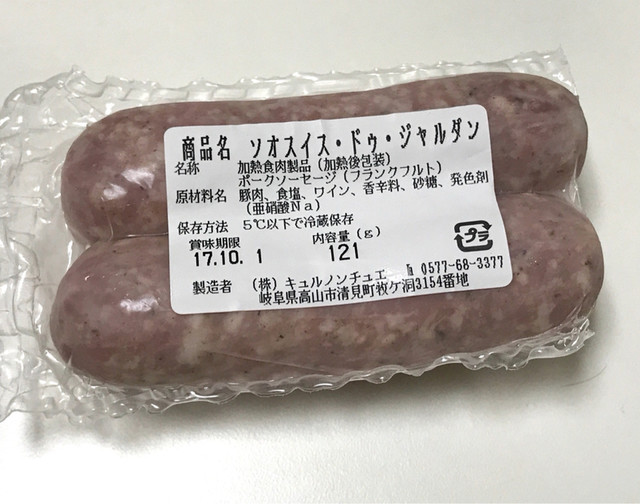 商品名 ソオスイス・ドゥ・ジャルダン
名称 加熱食肉製品(加熱後包装)
ポークソーセージ(フランクフルト)
原材料名 豚肉、食塩、ワイン、香辛料、砂糖、発色剤
(亜硝酸Na)
保存方法 5℃以下で冷蔵保存
賞味期限 内容量(g)
17.10. 1 121
プラ
製造者 (株)キュルノンチュエ ℡ 0577-68-3377
岐阜県高山市清見町牧ケ洞3154番地